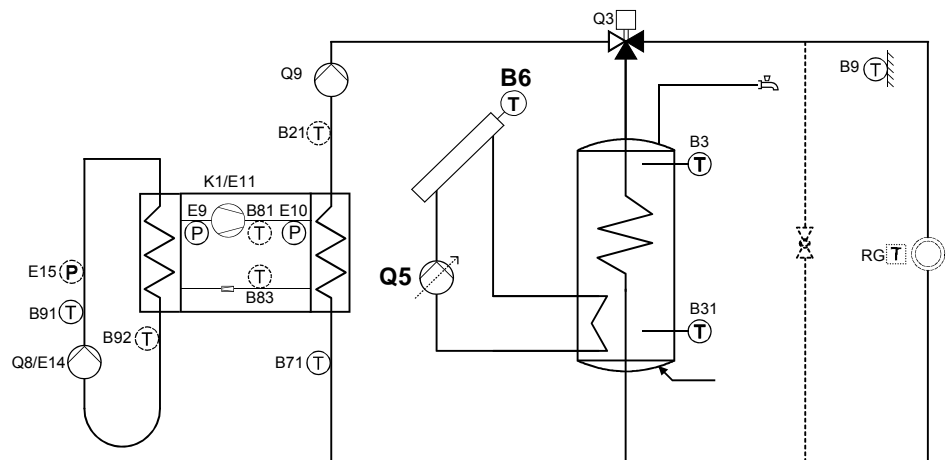 Q3
Q9
B6
T
B9 T
B21 T
B3
T
K1/E11
E9 B81 E10
P T P
T
B83
Q5
RG T
E15 P
B91 T
B92 T
B31
T
Q8/E14
B71 T